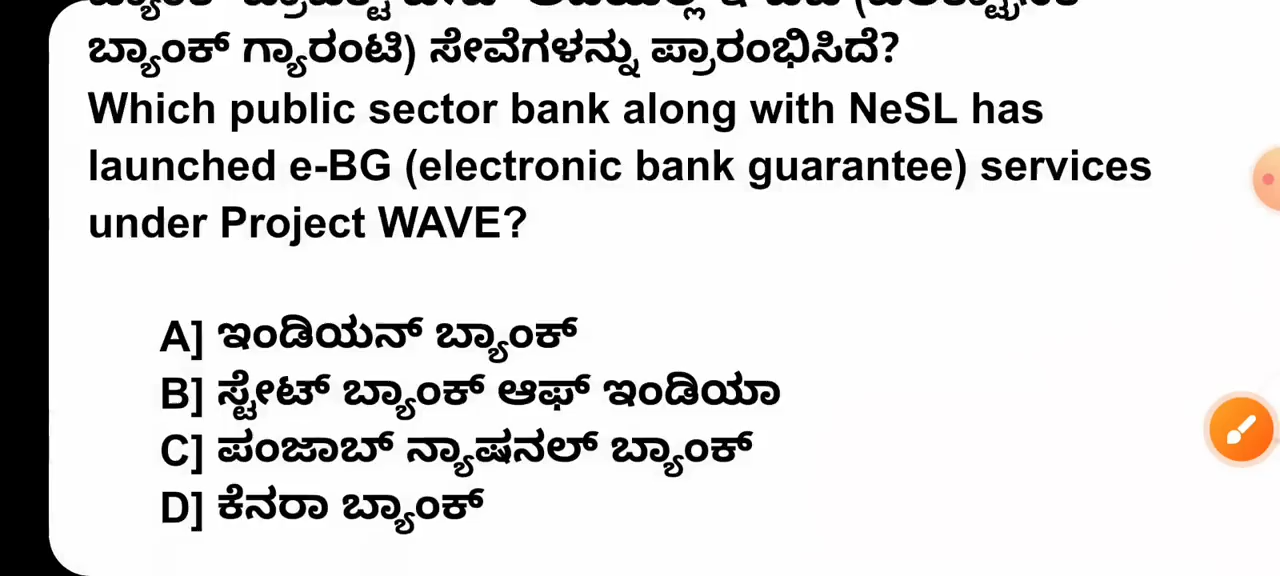 ಬ್ಯಾಂಕ್ ಗ್ಯಾರಂಟಿ) ಸೇವೆಗಳನ್ನು ಪ್ರಾರಂಭಿಸಿದೆ?
Which public sector bank along with NeSL has
launched e-BG (electronic bank guarantee) services
under Project WAVE?
A] ಇಂಡಿಯನ್ ಬ್ಯಾಂಕ್
B] ಸ್ಟೇಟ್ ಬ್ಯಾಂಕ್ ಆಫ್ ಇಂಡಿಯಾ
C] ಪಂಜಾಬ್ ನ್ಯಾಷನಲ್ ಬ್ಯಾಂಕ್
D] ಕೆನರಾ ಬ್ಯಾಂಕ್